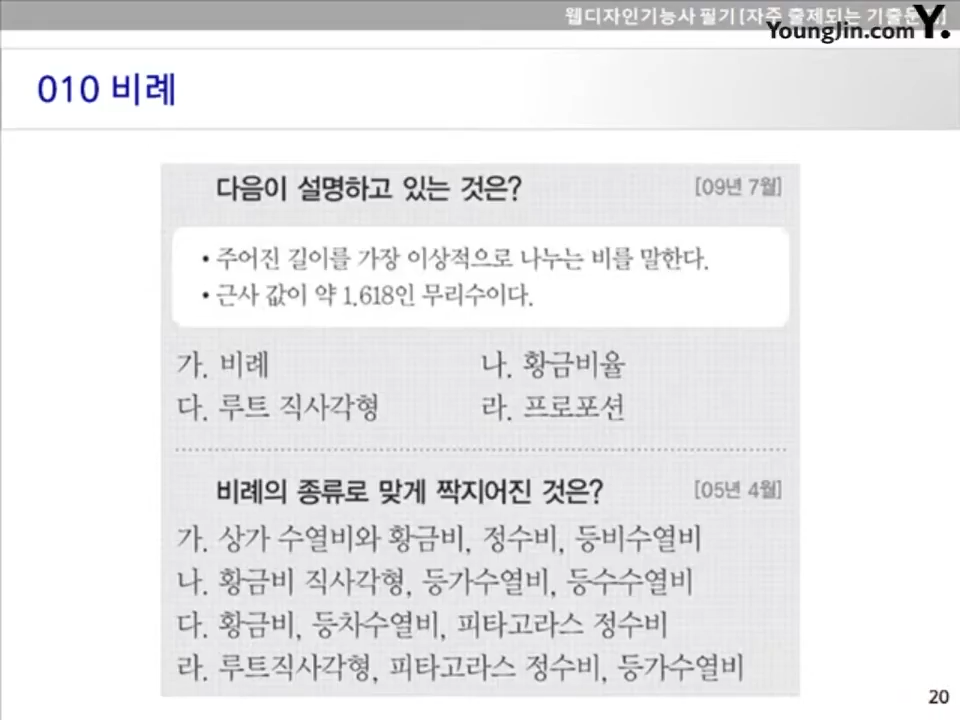 웹디자인기능사 필기[자주 출제되는 기출문제]
YoungJin.com Y.
010 비례
다음이 설명하고 있는 것은? [09년 7월]
• 주어진 길이를 가장 이상적으로 나누는 비를 말한다.
• 근사 값이 약 1.618인 무리수이다.
가. 비례 나. 황금비율
다. 루트 직사각형 라. 프로포션
비례의 종류로 맞게 짝지어진 것은? [05년 4월]
가. 상가 수열비와 황금비, 정수비, 등비수열비
나. 황금비 직사각형, 등가수열비, 등수수열비
다. 황금비, 등차수열비, 피타고라스 정수비
라. 루트직사각형, 피타고라스 정수비, 등가수열비
20